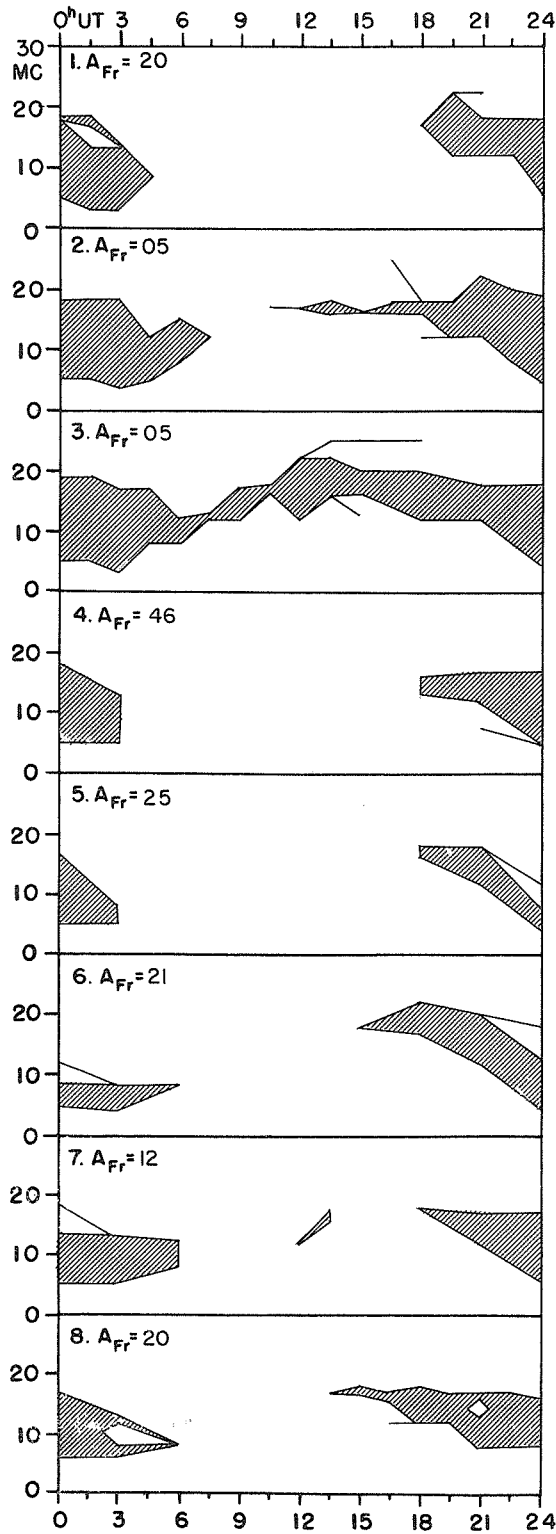 0ʰUT 3 6 9 12 15 18 21 24
30
MC
1. A_Fr = 20
20
10
0
2. A_Fr = 05
20
10
0
3. A_Fr = 05
20
10
0
4. A_Fr = 46
20
10
0
5. A_Fr = 25
20
10
0
6. A_Fr = 21
20
10
0
7. A_Fr = 12
20
10
0
8. A_Fr = 20
20
10
0
0 3 6 9 12 15 18 21 24